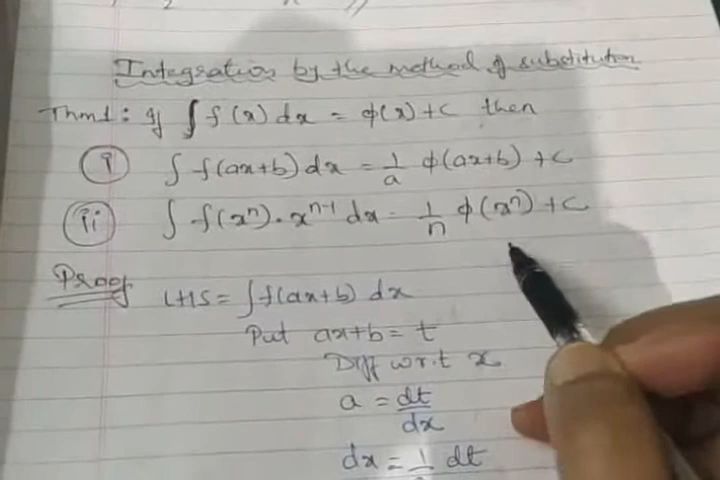 Integration by the method of substitution
Thm1: If ∫ f(x) dx = φ(x) + c then
(i) ∫ f(ax+b) dx = 1/a φ(ax+b) + c
(ii) ∫ f(xⁿ) · xⁿ⁻¹ dx = 1/n φ(xⁿ) + c
Proof LHS = ∫ f(ax+b) dx
Put ax+b = t
Diff w.r.t x
a = dt/dx
dx = 1/ dt